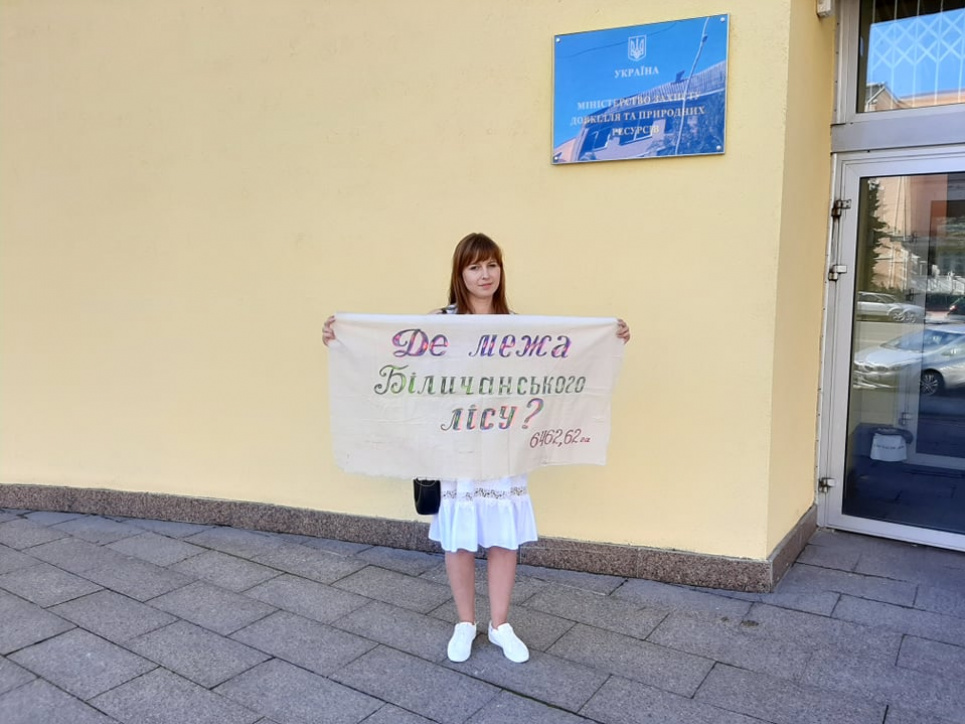 УКРАЇНА
МІНІСТЕРСТВО ЗАХИСТУ
ДОВКІЛЛЯ ТА ПРИРОДНИХ
РЕСУРСІВ
Де межа
Біличанського
лісу?
6462,62 га